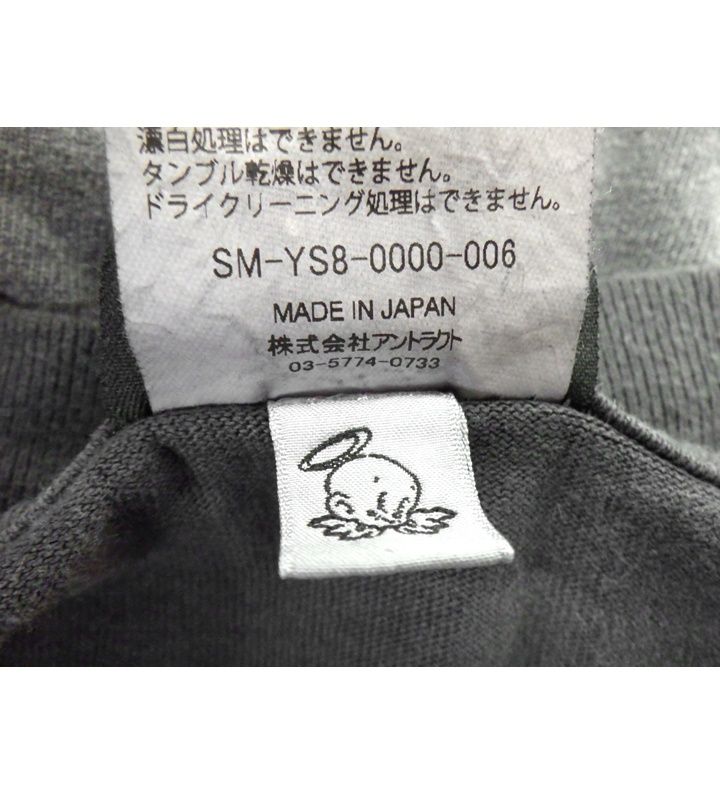 漂白処理はできません。
タンブル乾燥はできません。
ドライクリーニング処理はできません。
SM-YS8-0000-006
MADE IN JAPAN
株式会社アントラクト
03-5774-0733